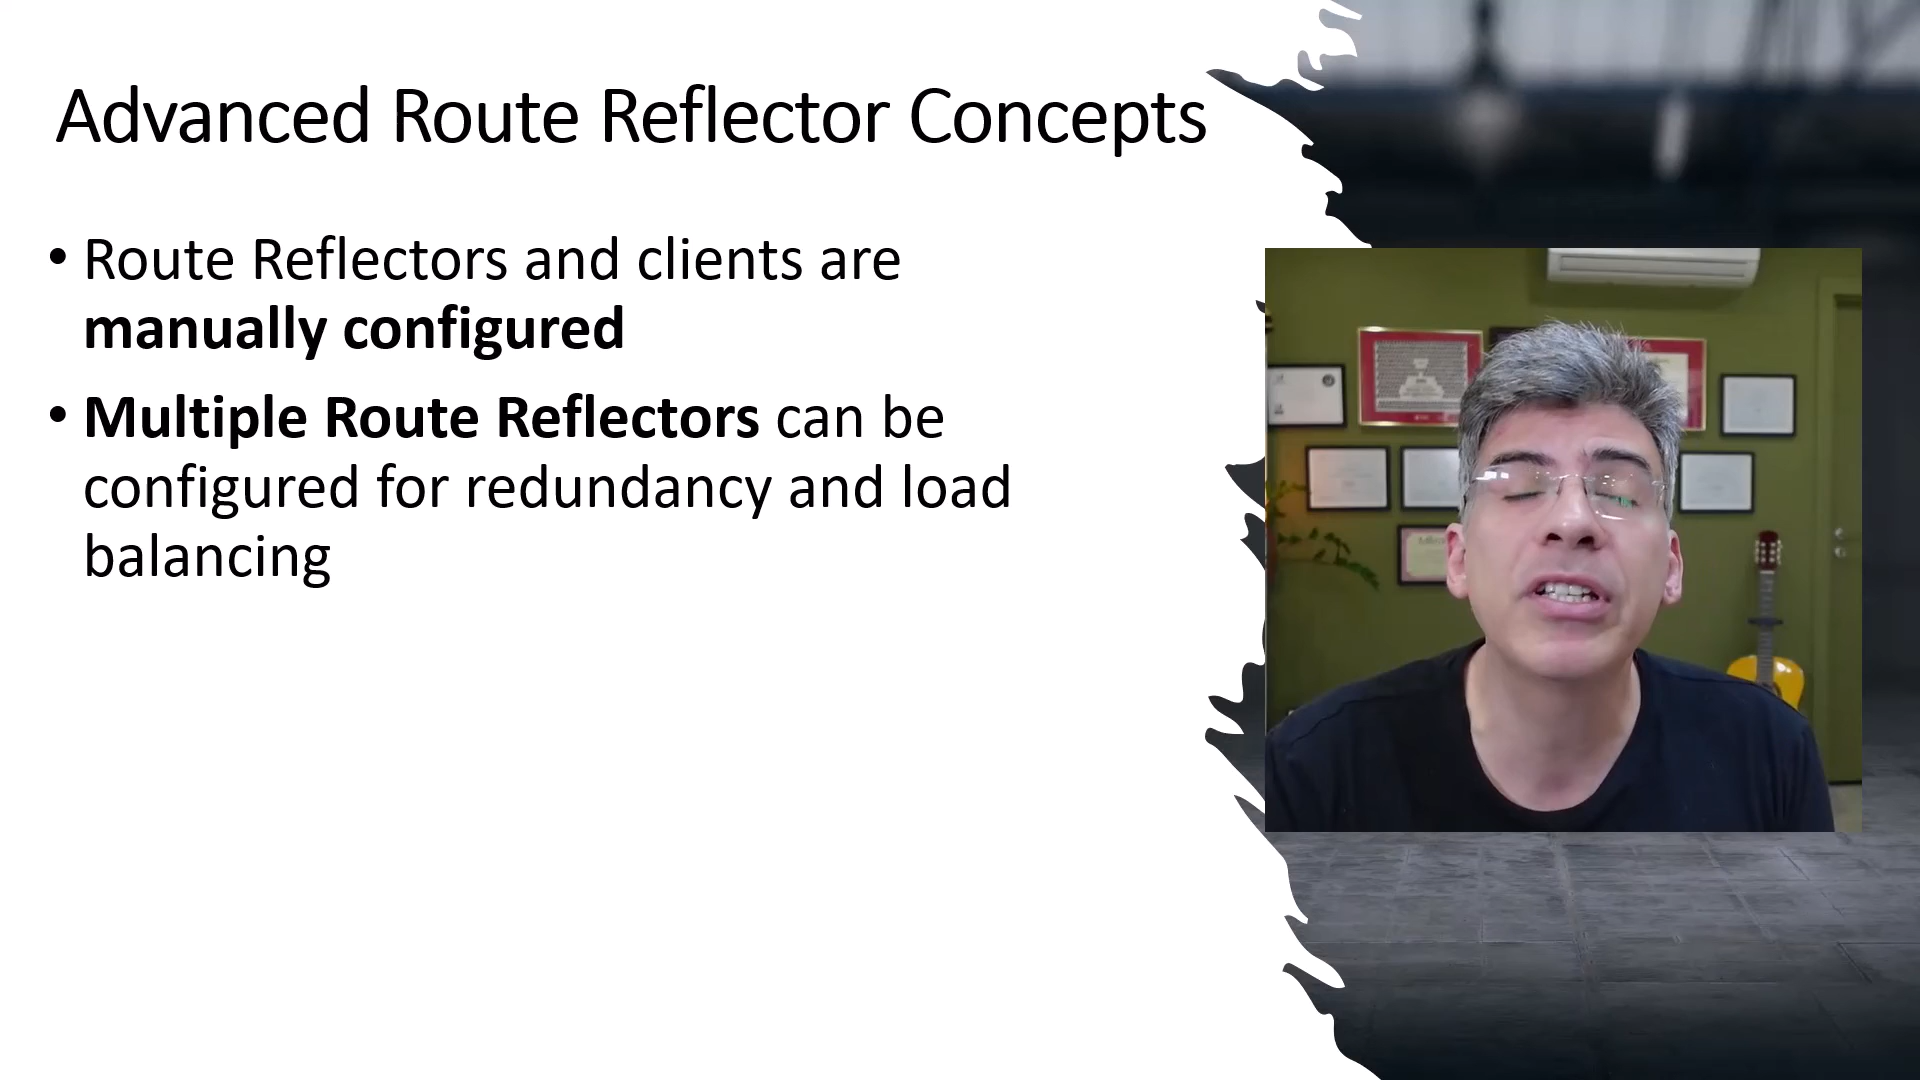 Advanced Route Reflector Concepts
• Route Reflectors and clients are
manually configured
• Multiple Route Reflectors can be
configured for redundancy and load
balancing